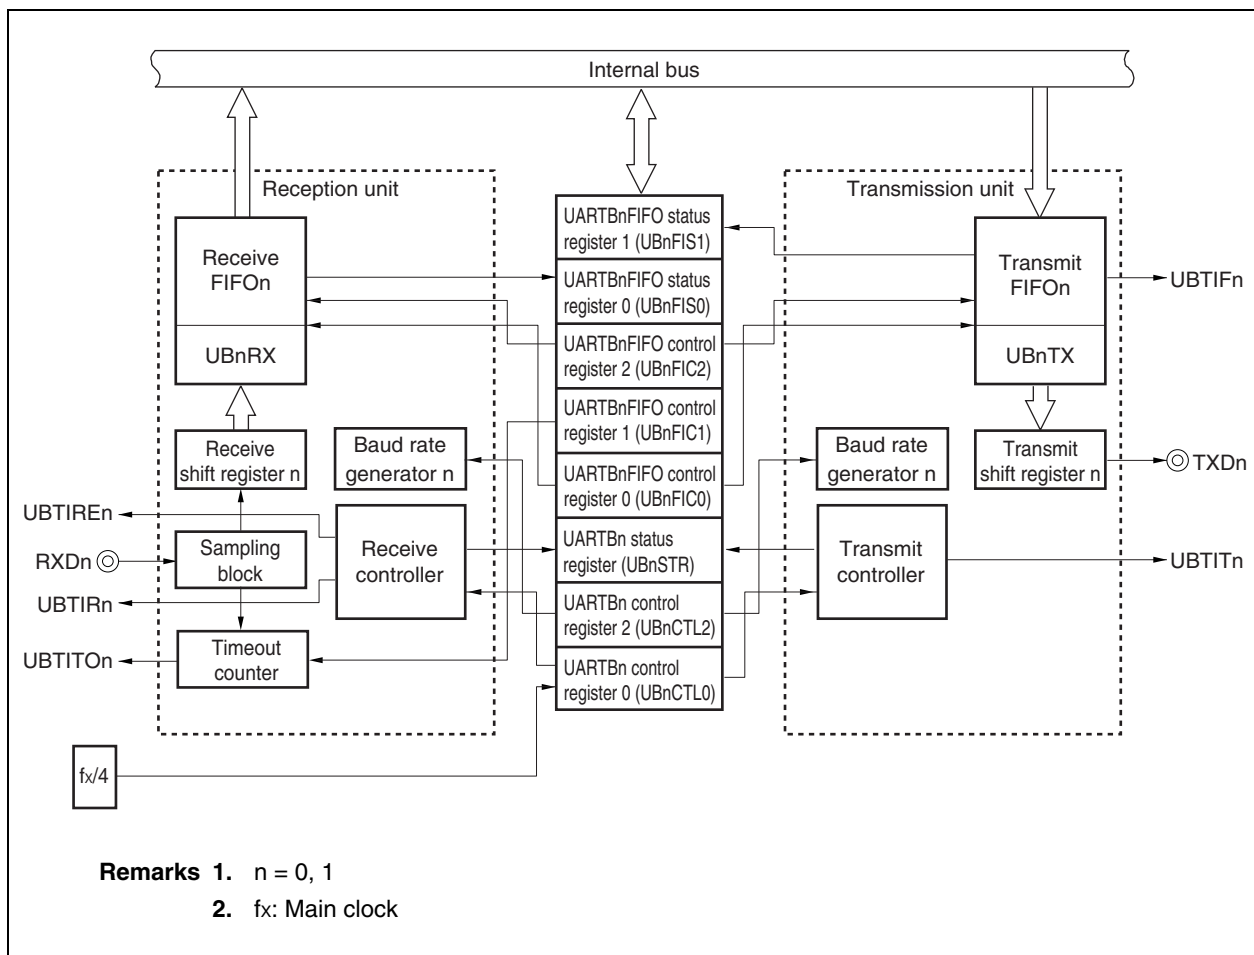 Internal bus
Reception unit
Receive
FIFOn
UBnRX
Receive
shift register n
Baud rate
generator n
UBTIREn
RXDn
UBTIRn
UBTITOn
Sampling
block
Receive
controller
Timeout
counter
fx/4
UARTBnFIFO status
register 1 (UBnFIS1)
UARTBnFIFO status
register 0 (UBnFIS0)
UARTBnFIFO control
register 2 (UBnFIC2)
UARTBnFIFO control
register 1 (UBnFIC1)
UARTBnFIFO control
register 0 (UBnFIC0)
UARTBn status
register (UBnSTR)
UARTBn control
register 2 (UBnCTL2)
UARTBn control
register 0 (UBnCTL0)
Transmission unit
Transmit
FIFOn
UBnTX
UBTIFn
Baud rate
generator n
Transmit
shift register n
TXDn
Transmit
controller
UBTITn
Remarks 1. n = 0, 1
2. fx: Main clock